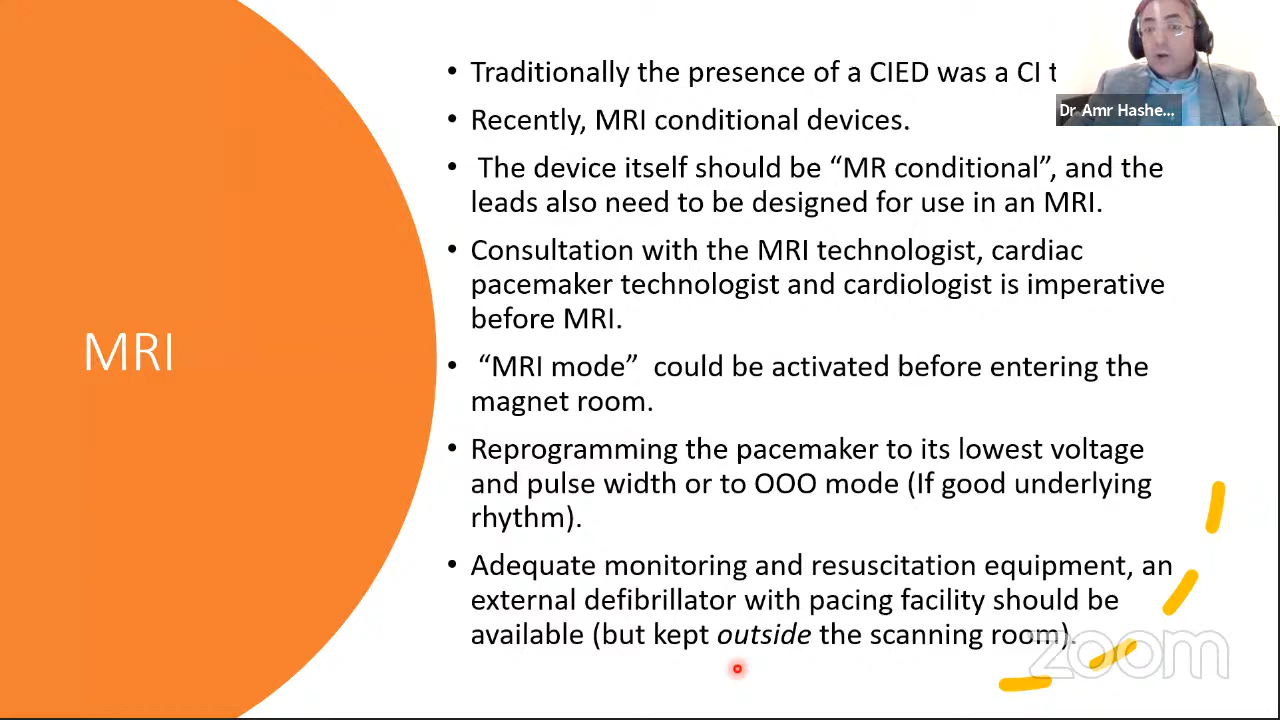 MRI
• Traditionally the presence of a CIED was a CI t
• Recently, MRI conditional devices.
• The device itself should be “MR conditional”, and the
leads also need to be designed for use in an MRI.
• Consultation with the MRI technologist, cardiac
pacemaker technologist and cardiologist is imperative
before MRI.
• “MRI mode” could be activated before entering the
magnet room.
• Reprogramming the pacemaker to its lowest voltage
and pulse width or to OOO mode (If good underlying
rhythm).
• Adequate monitoring and resuscitation equipment, an
external defibrillator with pacing facility should be
available (but kept outside the scanning room).
Dr Amr Hashe...
zoom